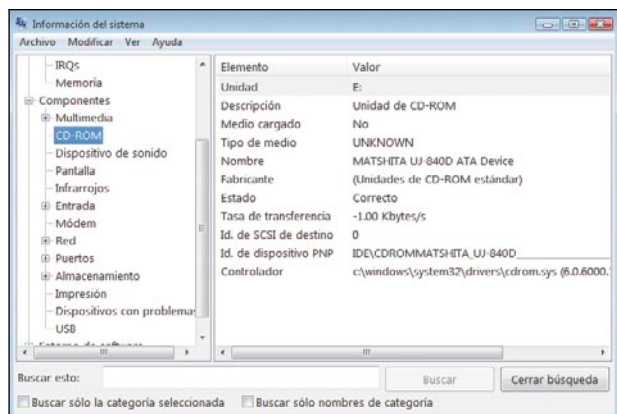 Información del sistema
Archivo Modificar Ver Ayuda
IRQs
Memoria
Componentes
Multimedia
CD-ROM
Dispositivo de sonido
Pantalla
Infrarrojos
Entrada
Módem
Red
Puertos
Almacenamiento
Impresión
Dispositivos con problemas
USB
Elemento Valor
Unidad E:
Descripción Unidad de CD-ROM
Medio cargado No
Tipo de medio UNKNOWN
Nombre MATSHITA UJ-840D ATA Device
Fabricante (Unidades de CD-ROM estándar)
Estado Correcto
Tasa de transferencia -1.00 Kbytes/s
Id. de SCSI de destino 0
Id. de dispositivo PNP IDE\CDROMMATSHITA_UJ-840D
Controlador c:\windows\system32\drivers\cdrom.sys (6.0.6000.
Buscar esto: Buscar Cerrar búsqueda
Buscar sólo la categoría seleccionada Buscar sólo nombres de categoría